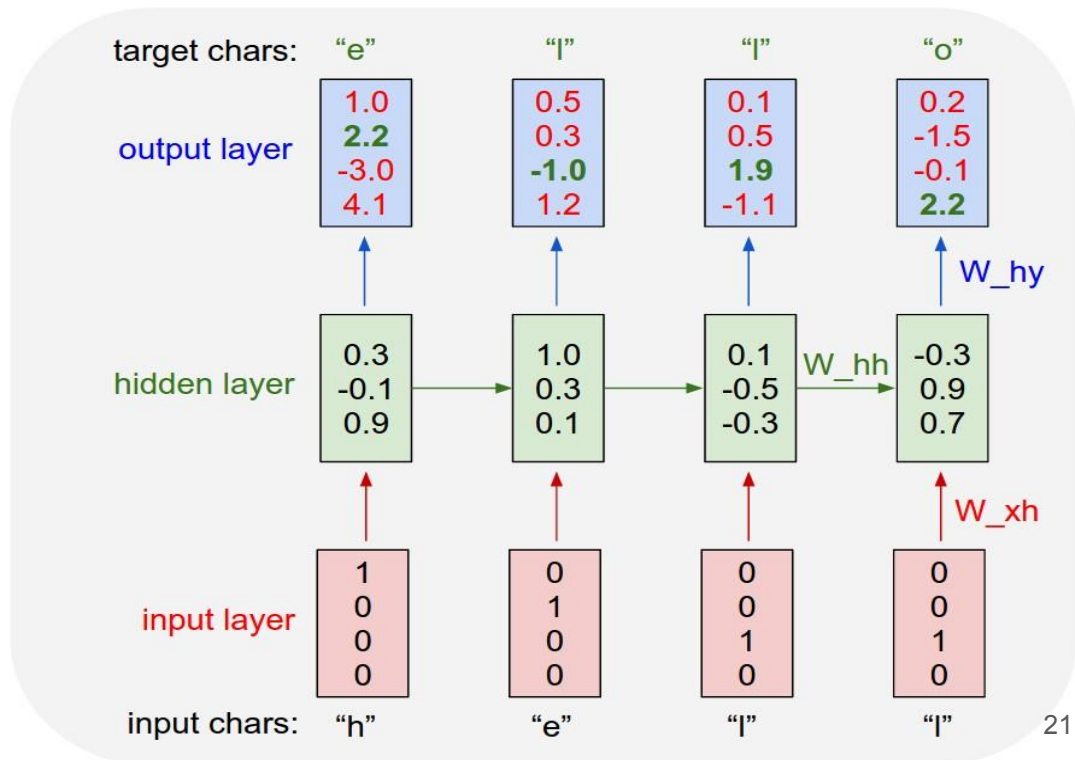 target chars: “e” “l” “l” “o”
output layer
1.0 0.5 0.1 0.2
2.2 0.3 0.5 -1.5
-3.0 -1.0 1.9 -0.1
4.1 1.2 -1.1 2.2
W_hy
hidden layer
0.3 1.0 0.1 -0.3
-0.1 0.3 -0.5 0.9
0.9 0.1 -0.3 0.7
W_hh
W_xh
input layer
1 0 0 0
0 1 0 0
0 0 1 1
0 0 0 0
input chars: “h” “e” “l” “l”
21